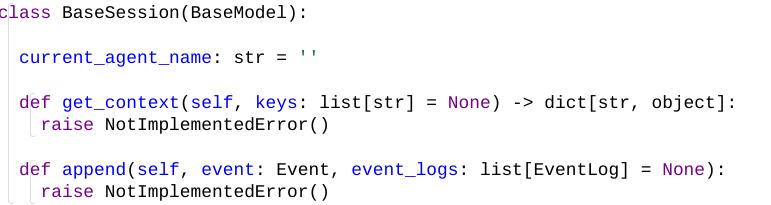 class BaseSession(BaseModel):
current_agent_name: str = ''
def get_context(self, keys: list[str] = None) -> dict[str, object]:
raise NotImplementedError()
def append(self, event: Event, event_logs: list[EventLog] = None):
raise NotImplementedError()